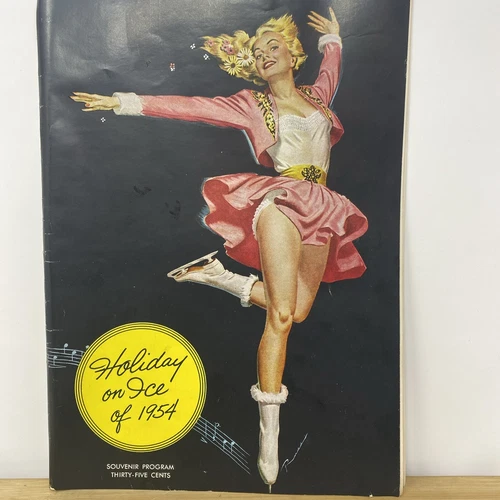 Holiday
on Ice
of 1954
SOUVENIR PROGRAM
THIRTY-FIVE CENTS